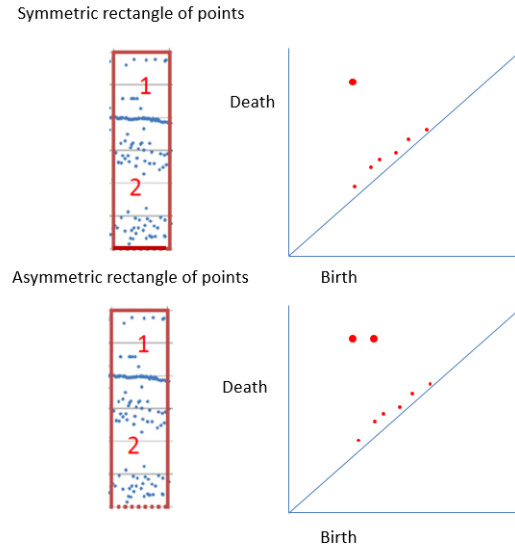 Symmetric rectangle of points
1
2
Death
Birth
Asymmetric rectangle of points
1
2
Death
Birth